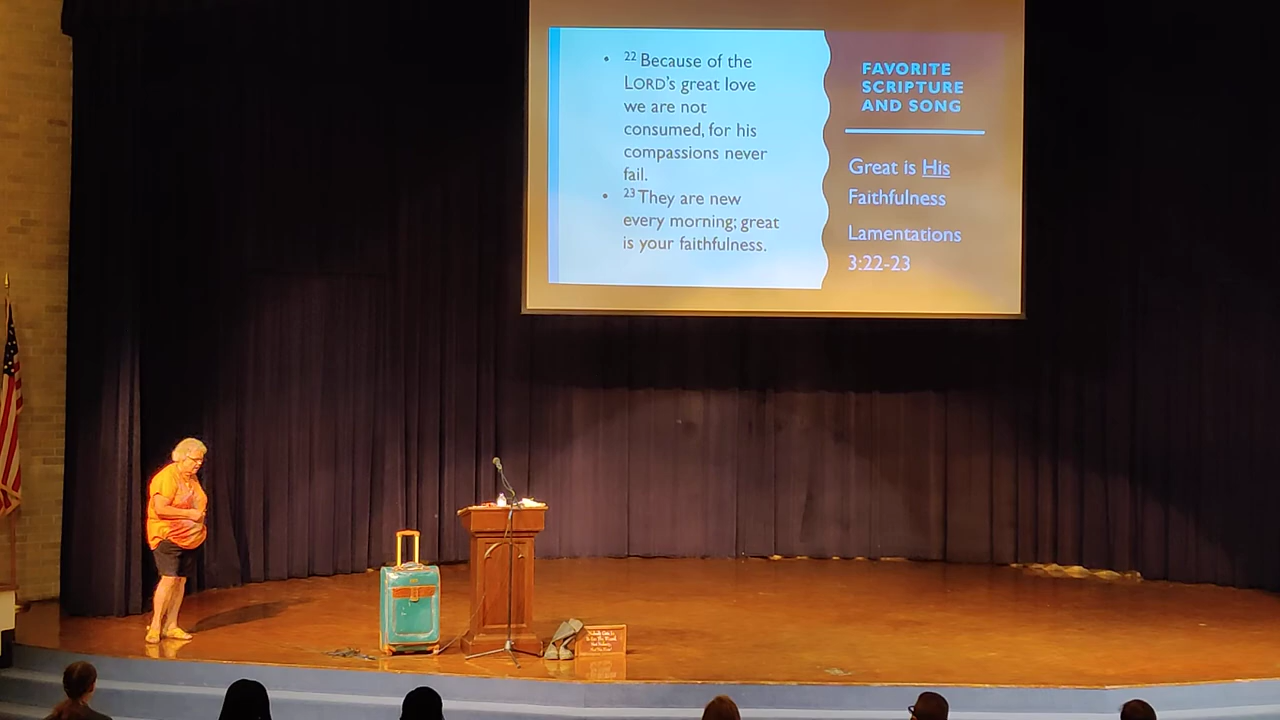 22 Because of the
LORD's great love
we are not
consumed, for his
compassions never
fail.
23 They are new
every morning; great
is your faithfulness.
FAVORITE
SCRIPTURE
AND SONG
Great is His
Faithfulness
Lamentations
3:22-23